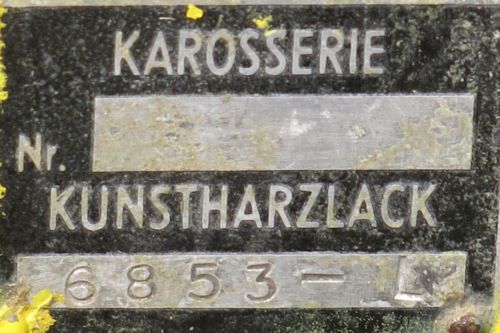 KAROSSERIE
Nr.
KUNSTHARZLACK
6853-L